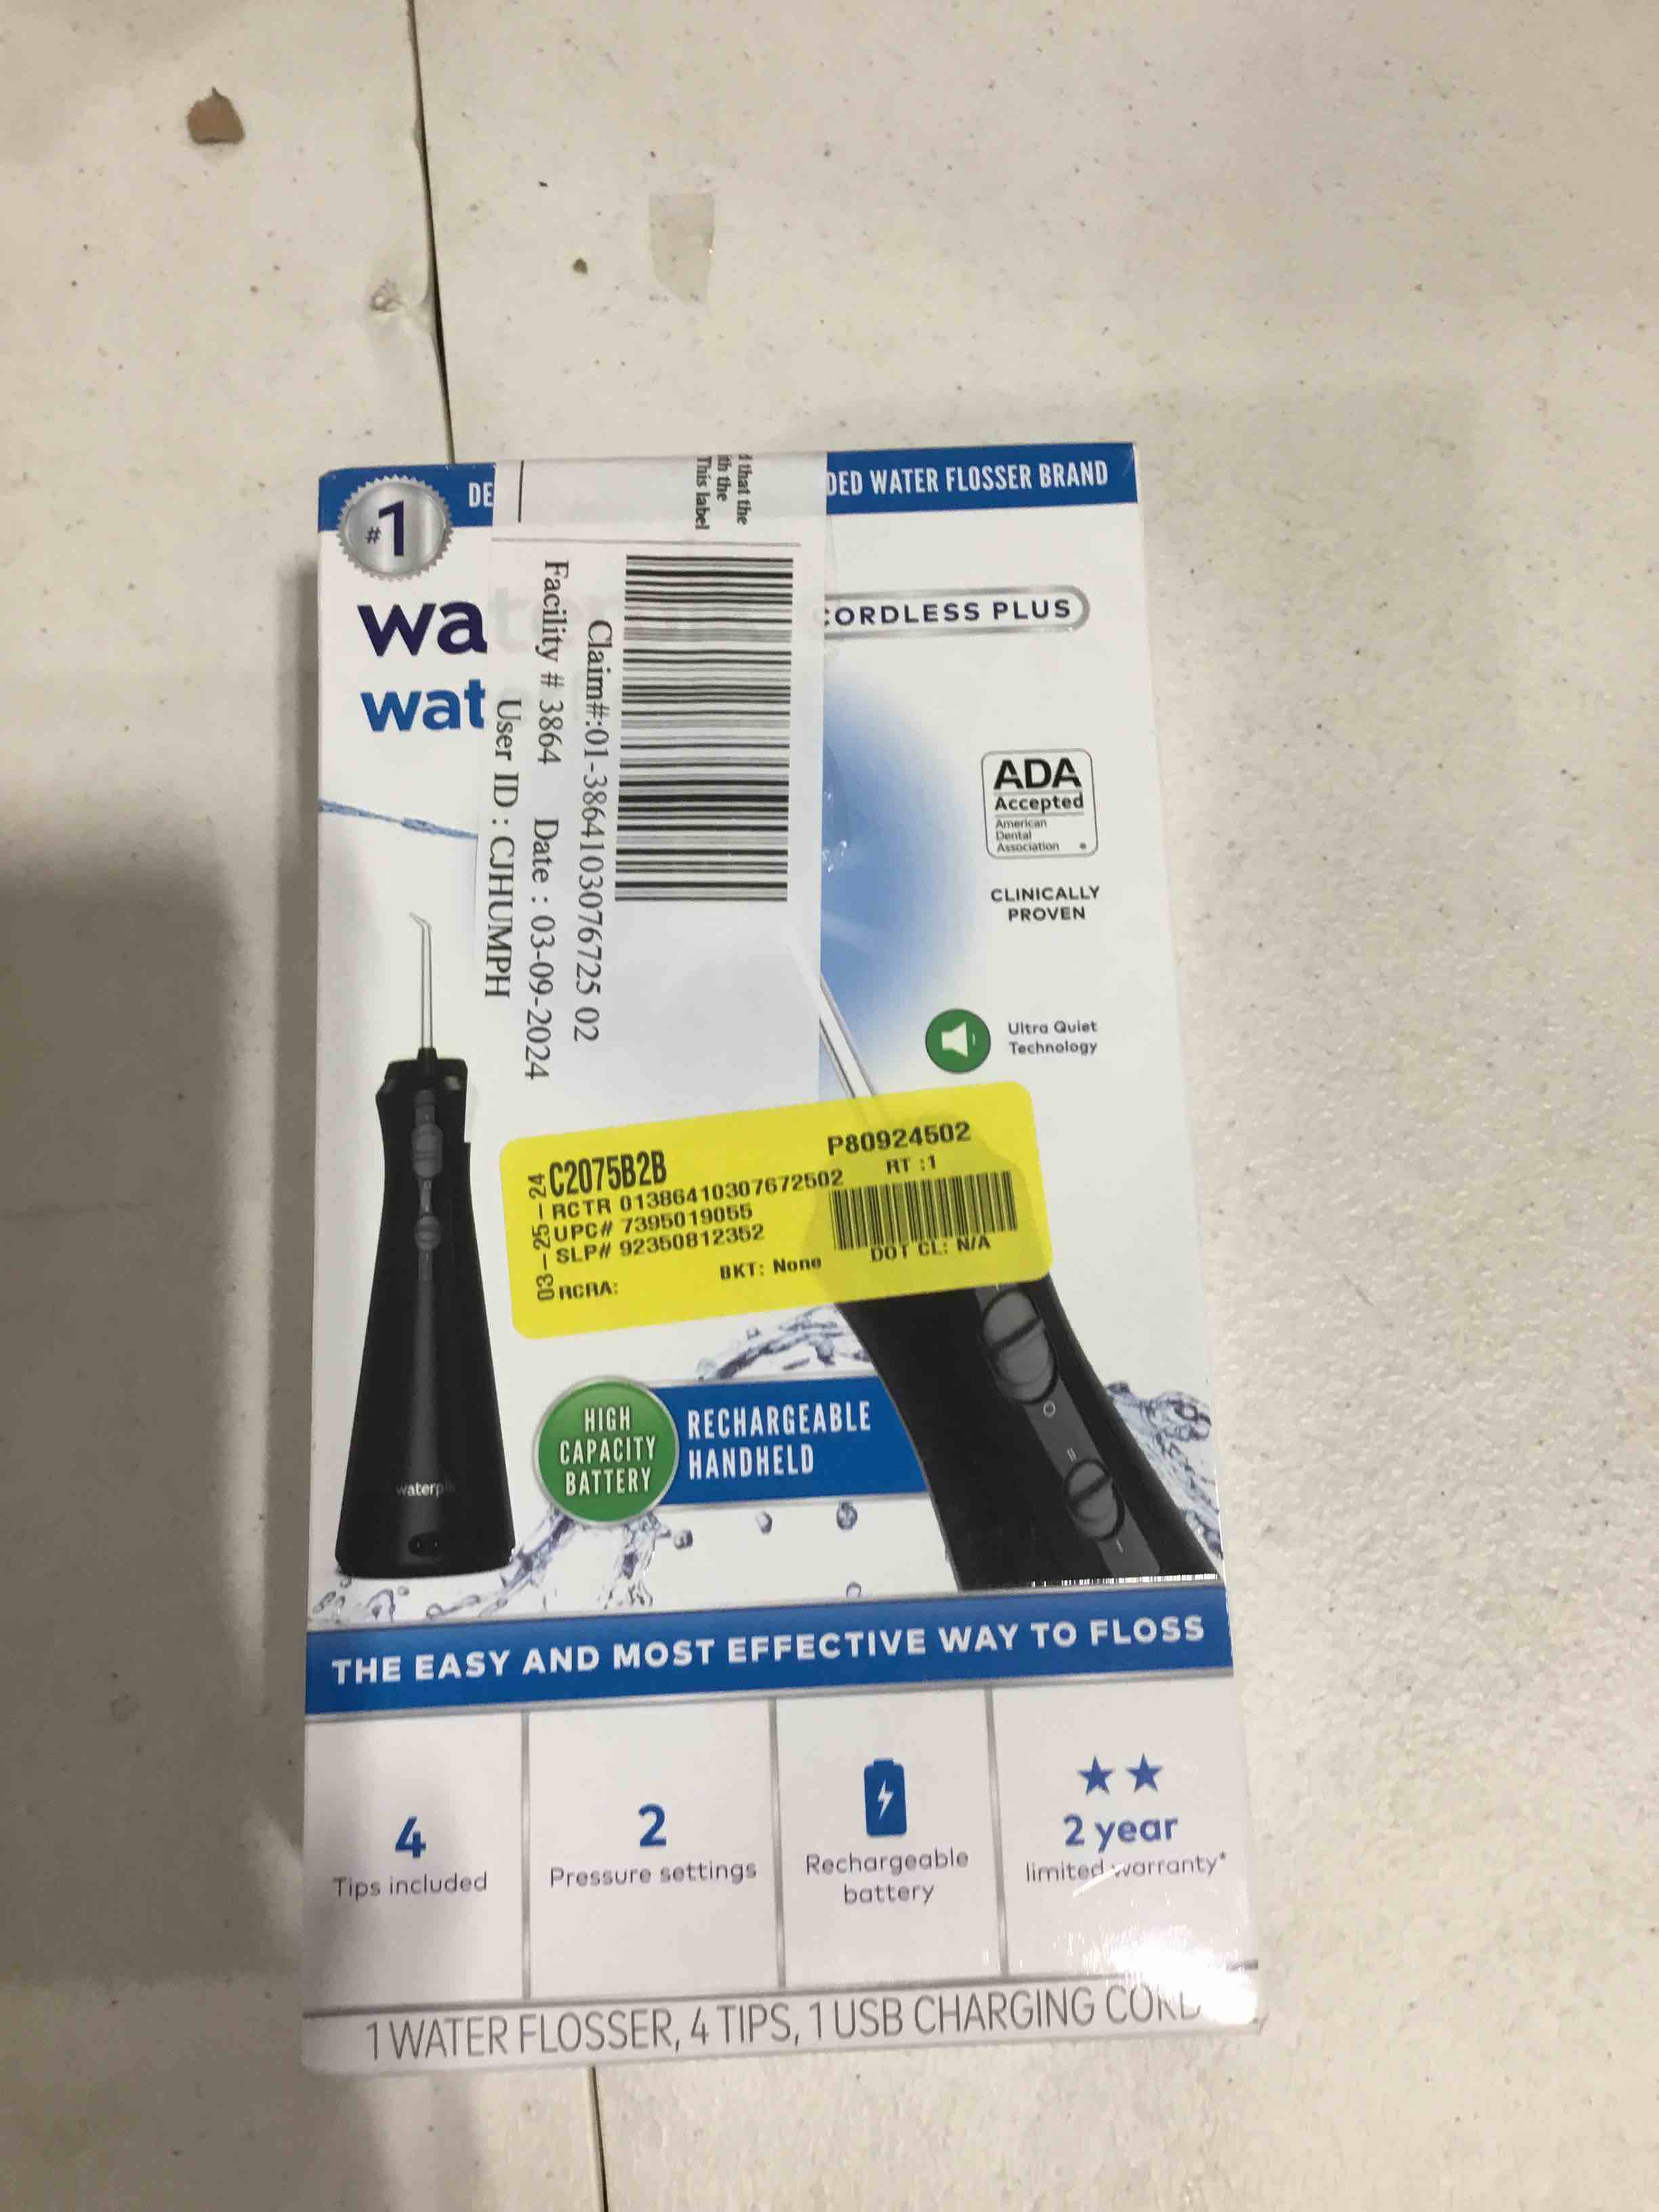 #1
DE
DED WATER FLOSSER BRAND
d that the
ith the
This label
wa
wat
CORDLESS PLUS
Claim#:01-3864103076725 02
Facility # 3864 Date : 03-09-2024
User ID : CJHUMPH
ADA
Accepted
American
Dental
Association
CLINICALLY
PROVEN
Ultra Quiet
Technology
03-25-24
C2075B2B
P80924502
RCTR 01386410307672502
RT :1
UPC# 7395019055
SLP# 92350812352
DOT CL: N/A
RCRA:
BKT: None
HIGH
CAPACITY
BATTERY
RECHARGEABLE
HANDHELD
waterpik
THE EASY AND MOST EFFECTIVE WAY TO FLOSS
4
Tips included
2
Pressure settings
Rechargeable
battery
2 year
limited warranty*
1 WATER FLOSSER, 4 TIPS, 1 USB CHARGING CORD